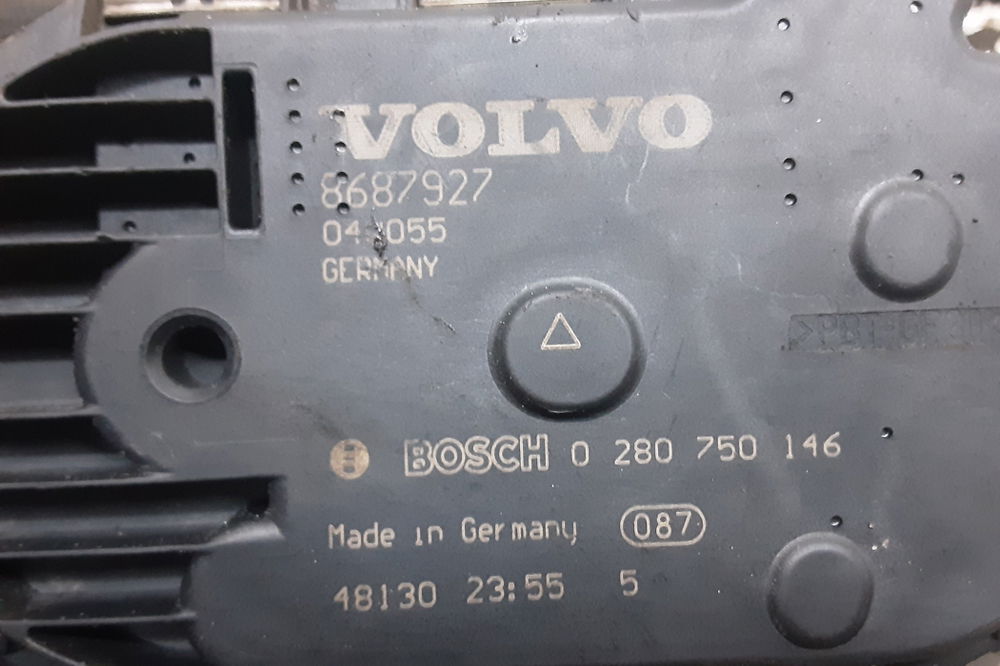 VOLVO
8687927
GERMANY
BOSCH 0 280 750 146
Made in Germany 087
48130 23:55 5